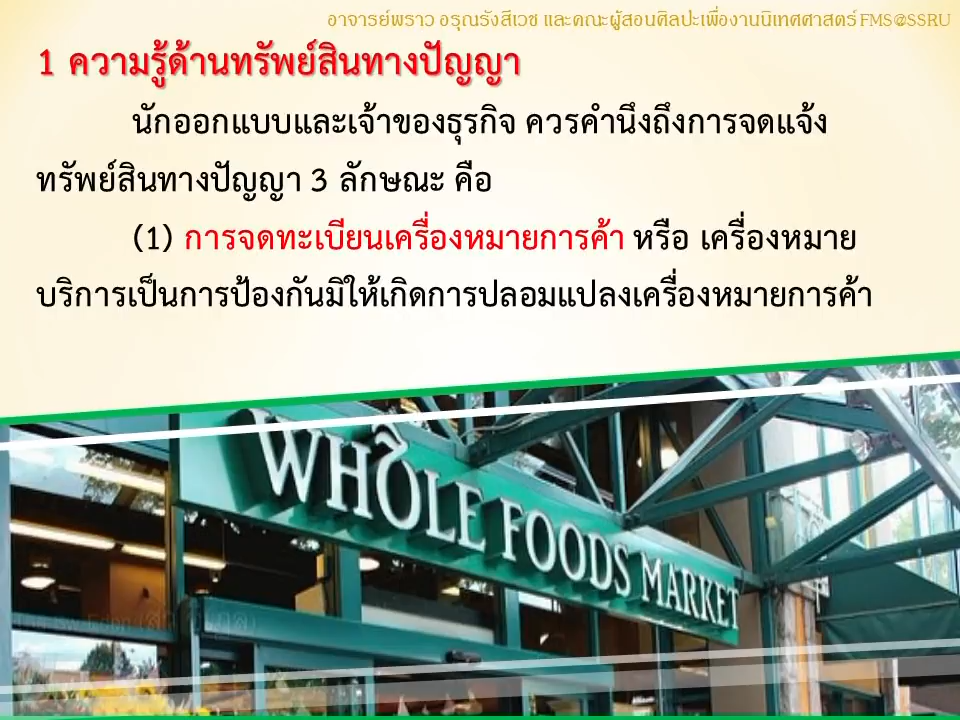 อาจารย์พราว อรุณรังสีเวช และคณะผู้สอนศิลปะเพื่องานนิเทศศาสตร์ FMS@SSRU
1 ความรู้ด้านทรัพย์สินทางปัญญา
นักออกแบบและเจ้าของธุรกิจ ควรคำนึงถึงการจดแจ้ง
ทรัพย์สินทางปัญญา 3 ลักษณะ คือ
(1) การจดทะเบียนเครื่องหมายการค้า หรือ เครื่องหมาย
บริการเป็นการป้องกันมิให้เกิดการปลอมแปลงเครื่องหมายการค้า
WHOLE FOODS MARKET